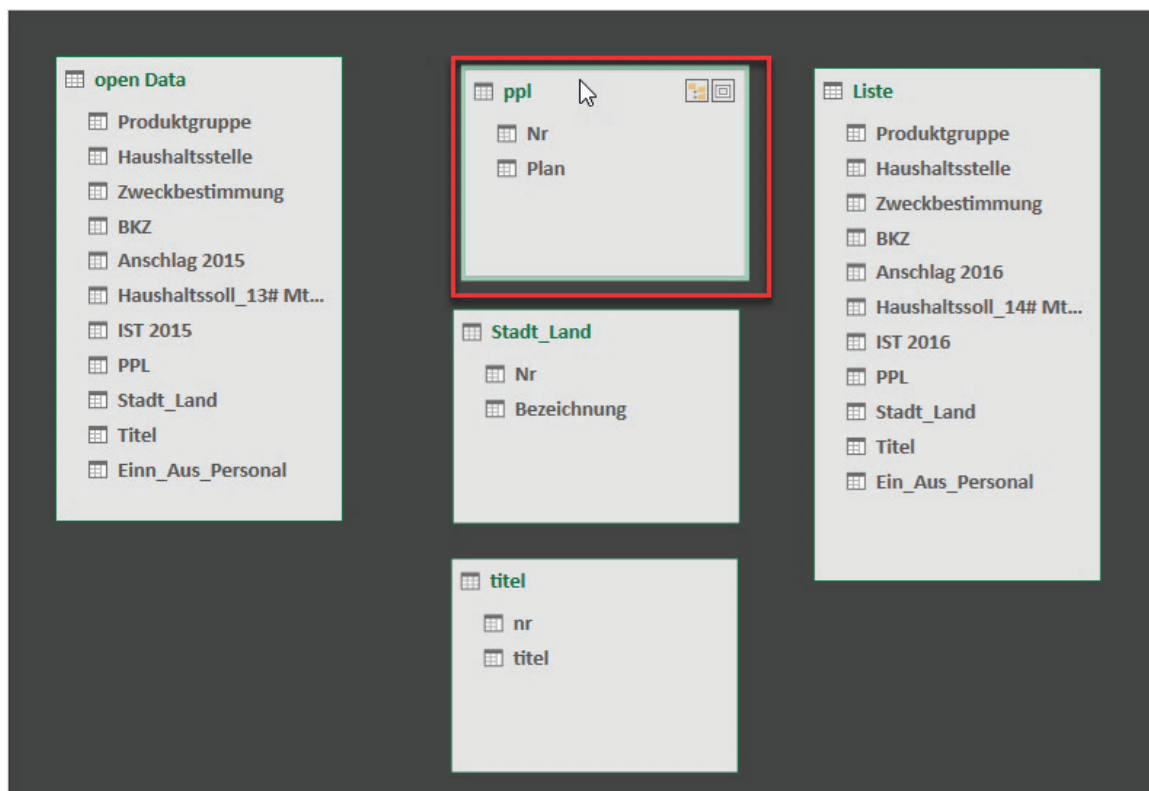 open Data
Produktgruppe
Haushaltsstelle
Zweckbestimmung
BKZ
Anschlag 2015
Haushaltssoll_13# Mt...
IST 2015
PPL
Stadt_Land
Titel
Einn_Aus_Personal
ppl
Nr
Plan
Stadt_Land
Nr
Bezeichnung
titel
nr
titel
Liste
Produktgruppe
Haushaltsstelle
Zweckbestimmung
BKZ
Anschlag 2016
Haushaltssoll_14# Mt...
IST 2016
PPL
Stadt_Land
Titel
Ein_Aus_Personal